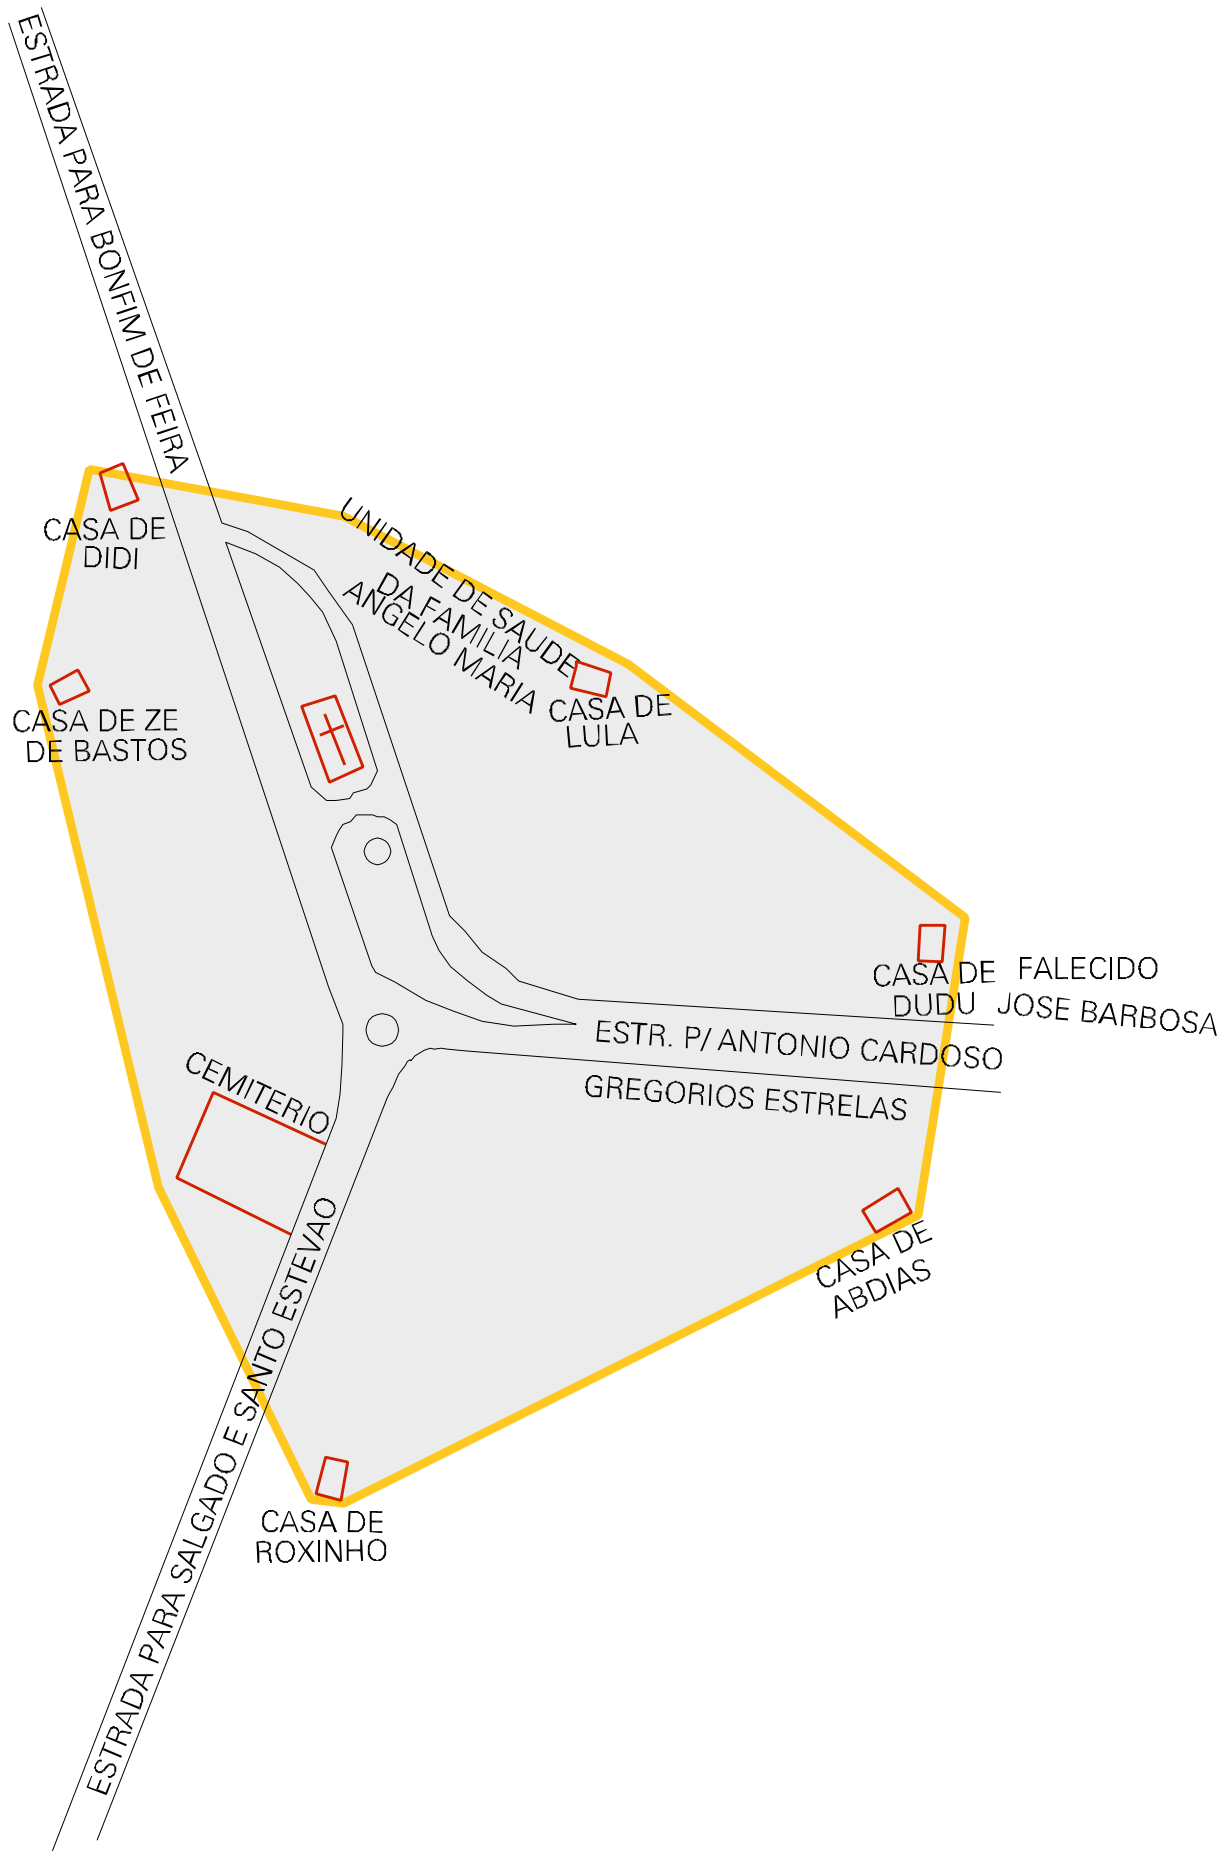 ESTRADA PARA BONFIM DE FEIRA
CASA DE
DIDI
UNIDADE DE SAUDE
DA FAMILIA
ANGELO MARIA
CASA DE
LULA
CASA DE ZE
DE BASTOS
CASA DE
DUDU
FALECIDO
JOSE BARBOSA
ESTR. P/ ANTONIO CARDOSO
GREGORIOS ESTRELAS
CEMITERIO
ESTRADA PARA SALGADO E SANTO ESTEVAO
CASA DE
ABDIAS
CASA DE
ROXINHO